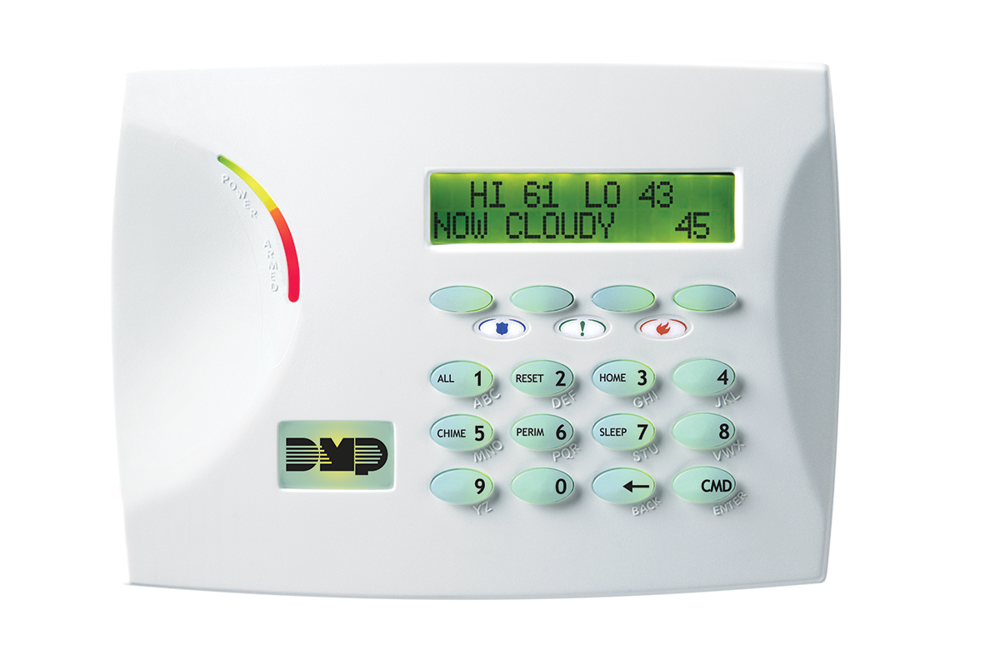 POWER
ARMED
HI 61 LO 43
NOW CLOUDY 45
ALL 1 RESET 2 HOME 3 4
ABC DEF GHI JKL
CHIME 5 PERIM 6 SLEEP 7 8
MNO PQR STU VWX
DMP
9 0 ← CMD
YZ BACK ENTER